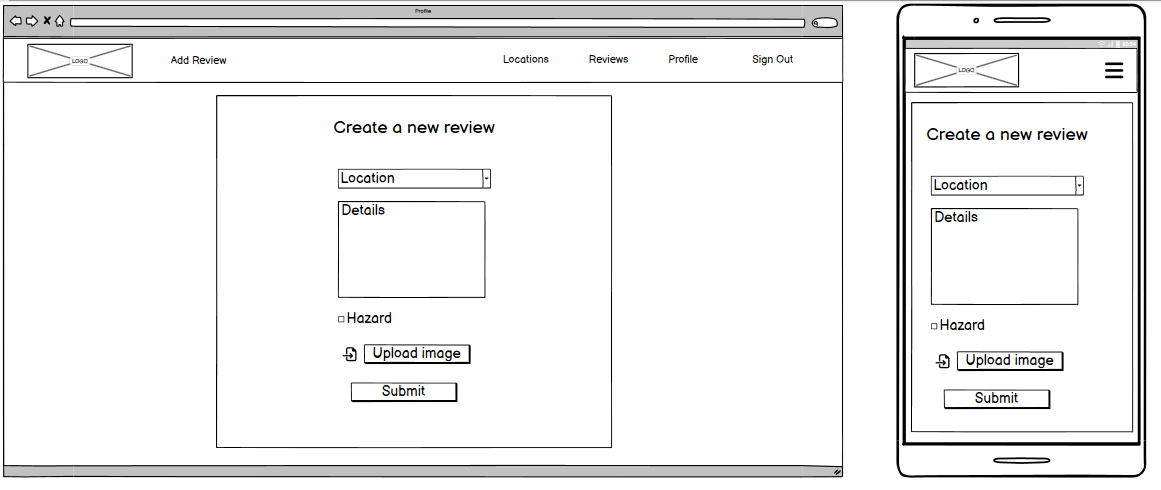 Profile
LOGO
Add Review
Locations
Reviews
Profile
Sign Out
Create a new review
Location
Details
Hazard
Upload image
Submit
LOGO
Create a new review
Location
Details
Hazard
Upload image
Submit